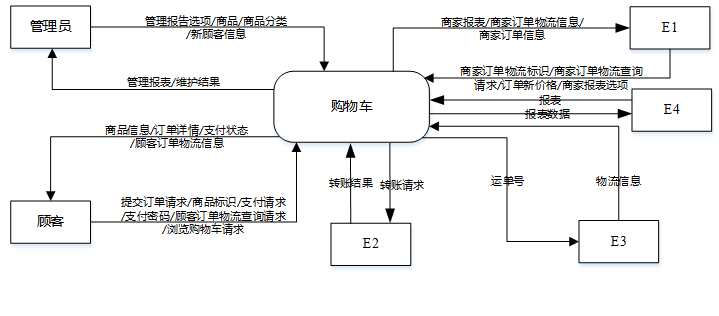 管理员
管理报告选项/商品/商品分类
/新顾客信息
商家报表/商家订单物流信息/
商家订单信息
E1
管理报表/维护结果
购物车
商家订单物流标识/商家订单物流查询
请求/订单新价格/商家报表选项
报表
报表数据
E4
商品信息/订单详情/支付状态
/顾客订单物流信息
顾客
提交订单请求/商品标识/支付请求
/支付密码/顾客订单物流查询请求
/浏览购物车请求
转账结果
转账请求
运单号
物流信息
E2
E3